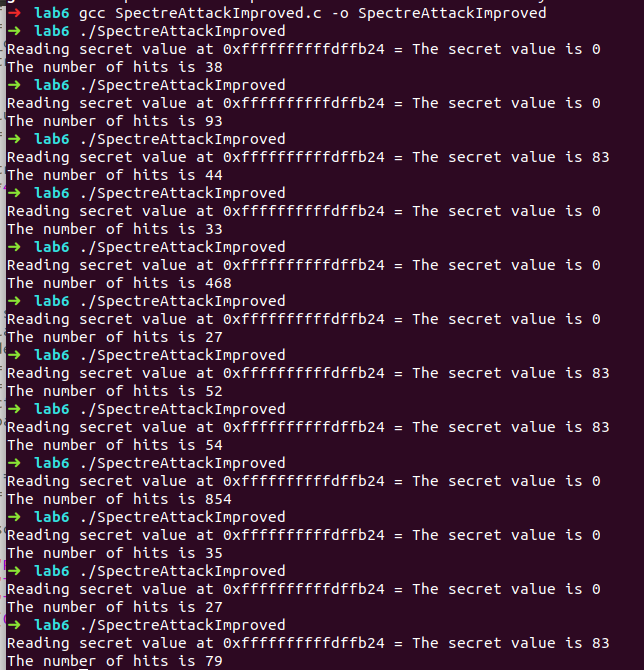 → lab6 gcc SpectreAttackImproved.c -o SpectreAttackImproved
→ lab6 ./SpectreAttackImproved
Reading secret value at 0xffffffffffdffb24 = The secret value is 0
The number of hits is 38
→ lab6 ./SpectreAttackImproved
Reading secret value at 0xffffffffffdffb24 = The secret value is 0
The number of hits is 93
→ lab6 ./SpectreAttackImproved
Reading secret value at 0xffffffffffdffb24 = The secret value is 83
The number of hits is 44
→ lab6 ./SpectreAttackImproved
Reading secret value at 0xffffffffffdffb24 = The secret value is 0
The number of hits is 33
→ lab6 ./SpectreAttackImproved
Reading secret value at 0xffffffffffdffb24 = The secret value is 0
The number of hits is 468
→ lab6 ./SpectreAttackImproved
Reading secret value at 0xffffffffffdffb24 = The secret value is 0
The number of hits is 27
→ lab6 ./SpectreAttackImproved
Reading secret value at 0xffffffffffdffb24 = The secret value is 83
The number of hits is 52
→ lab6 ./SpectreAttackImproved
Reading secret value at 0xffffffffffdffb24 = The secret value is 83
The number of hits is 54
→ lab6 ./SpectreAttackImproved
Reading secret value at 0xffffffffffdffb24 = The secret value is 0
The number of hits is 854
→ lab6 ./SpectreAttackImproved
Reading secret value at 0xffffffffffdffb24 = The secret value is 0
The number of hits is 35
→ lab6 ./SpectreAttackImproved
Reading secret value at 0xffffffffffdffb24 = The secret value is 0
The number of hits is 27
→ lab6 ./SpectreAttackImproved
Reading secret value at 0xffffffffffdffb24 = The secret value is 83
The number of hits is 79